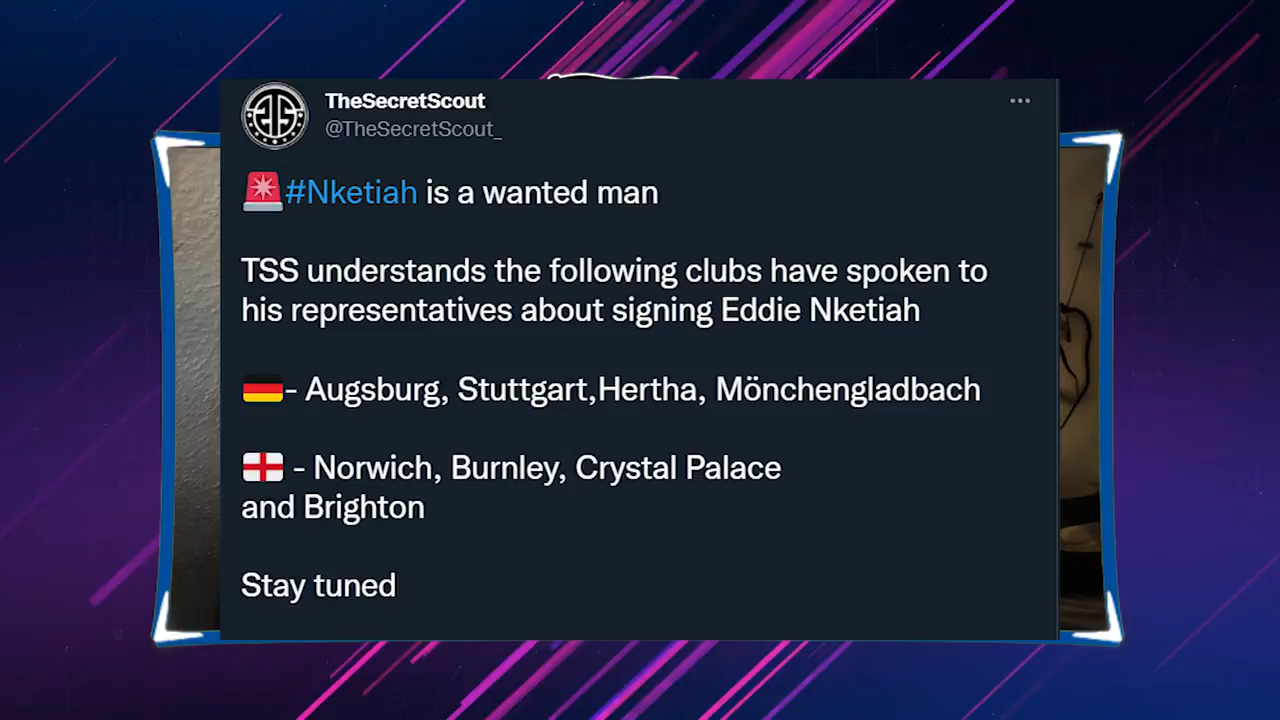 TheSecretScout
@TheSecretScout_
🚨#Nketiah is a wanted man
TSS understands the following clubs have spoken to
his representatives about signing Eddie Nketiah
🇩🇪- Augsburg, Stuttgart,Hertha, Mönchengladbach
🏴󠁧󠁢󠁥󠁮󠁧󠁿 - Norwich, Burnley, Crystal Palace
and Brighton
Stay tuned